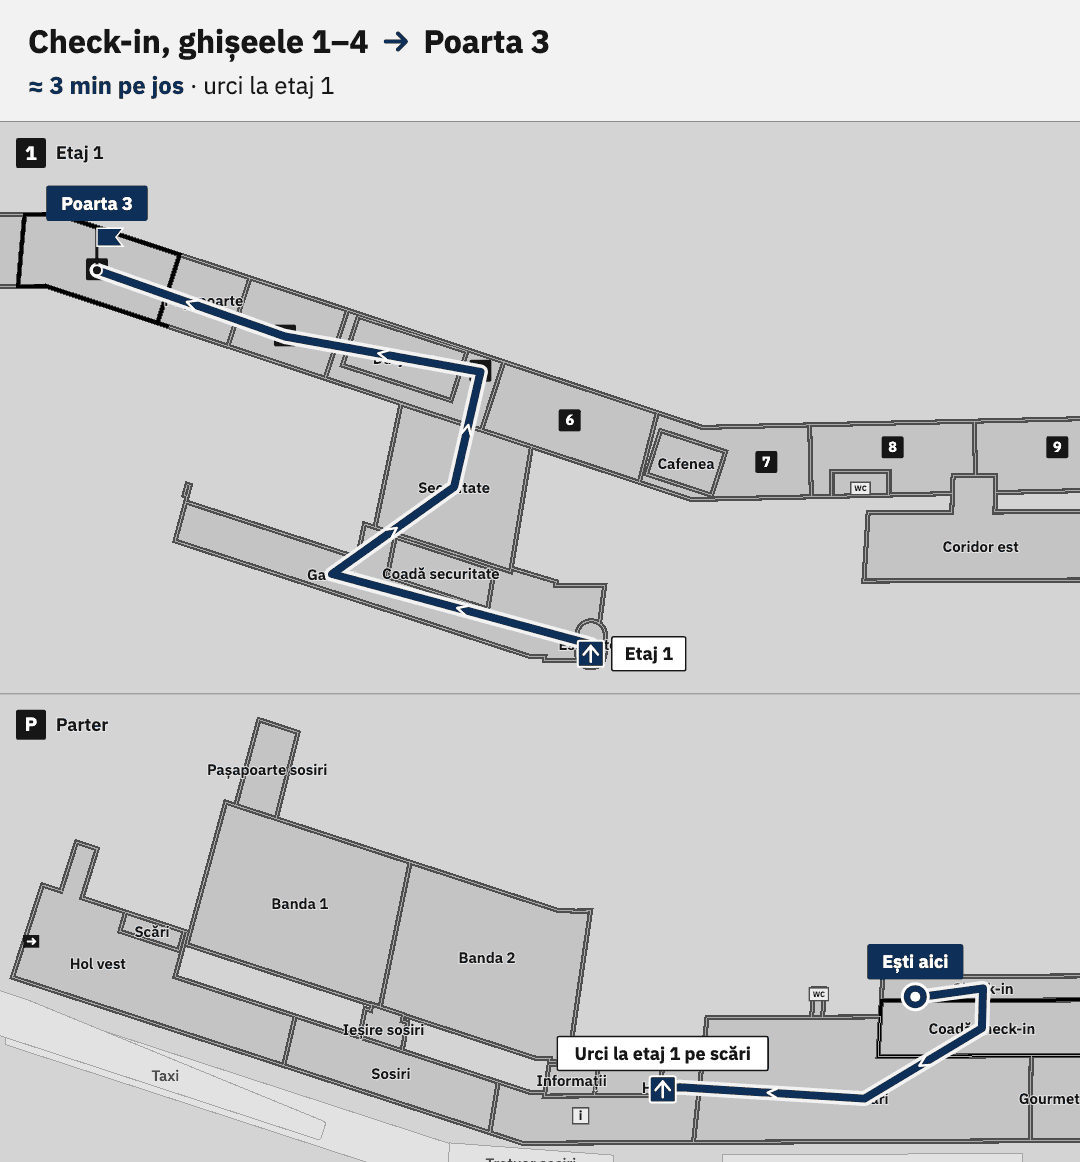 Check-in, ghișeele 1–4 → Poarta 3
≈ 3 min pe jos · urci la etaj 1
1 Etaj 1
Poarta 3
6
Cafenea
7
8
9
WC
Coridor est
Coadă securitate
Etaj 1
P Parter
Pașapoarte sosiri
Banda 1
Scări
Banda 2
Hol vest
Ești aici
WC
Ieșire sosiri
Urci la etaj 1 pe scări
Sosiri
Informații
Taxi
Gourmet
i